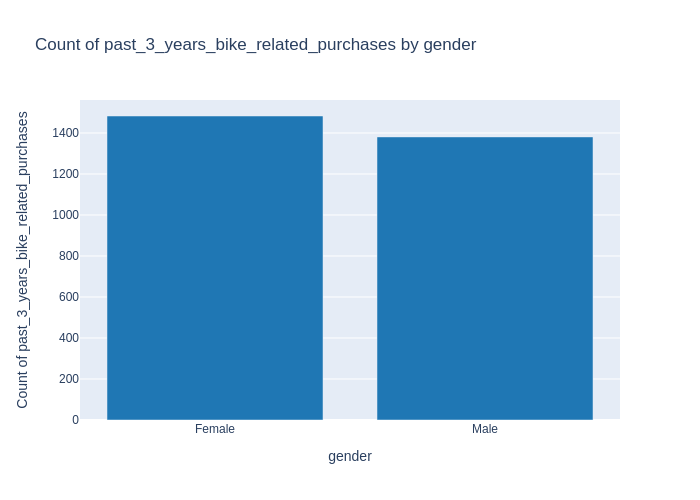 Count of past_3_years_bike_related_purchases by gender
Count of past_3_years_bike_related_purchases
1400
1200
1000
800
600
400
200
0
Female
Male
gender